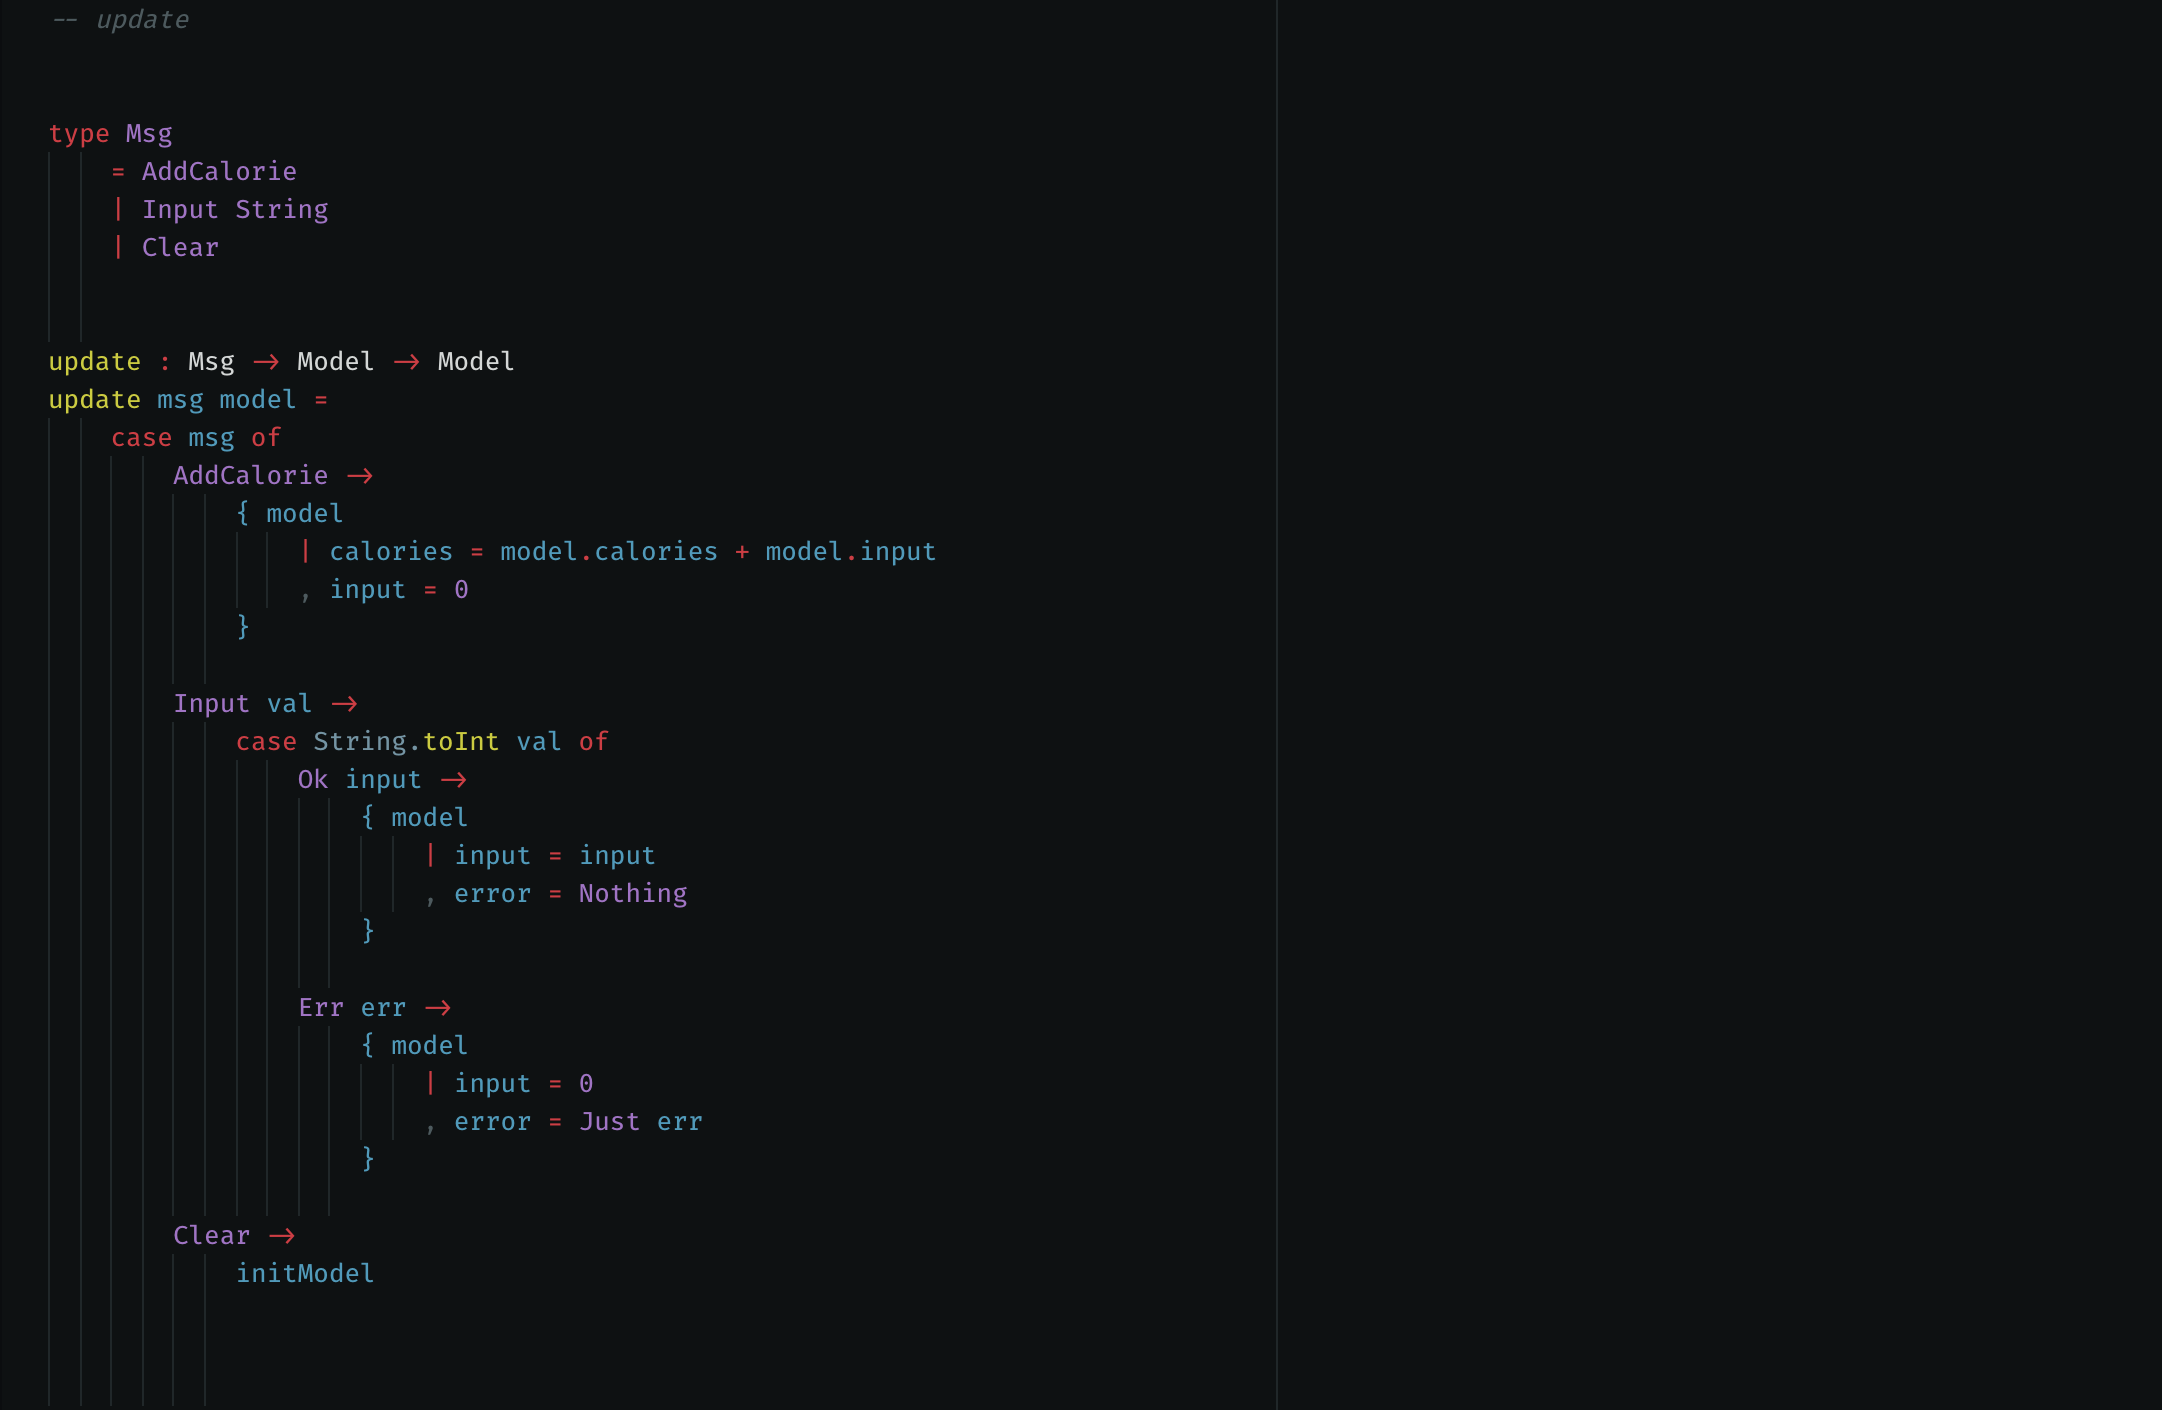 -- update
type Msg
= AddCalorie
| Input String
| Clear
update : Msg -> Model -> Model
update msg model =
case msg of
AddCalorie ->
{ model
| calories = model.calories + model.input
, input = 0
}
Input val ->
case String.toInt val of
Ok input ->
{ model
| input = input
, error = Nothing
}
Err err ->
{ model
| input = 0
, error = Just err
}
Clear ->
initModel